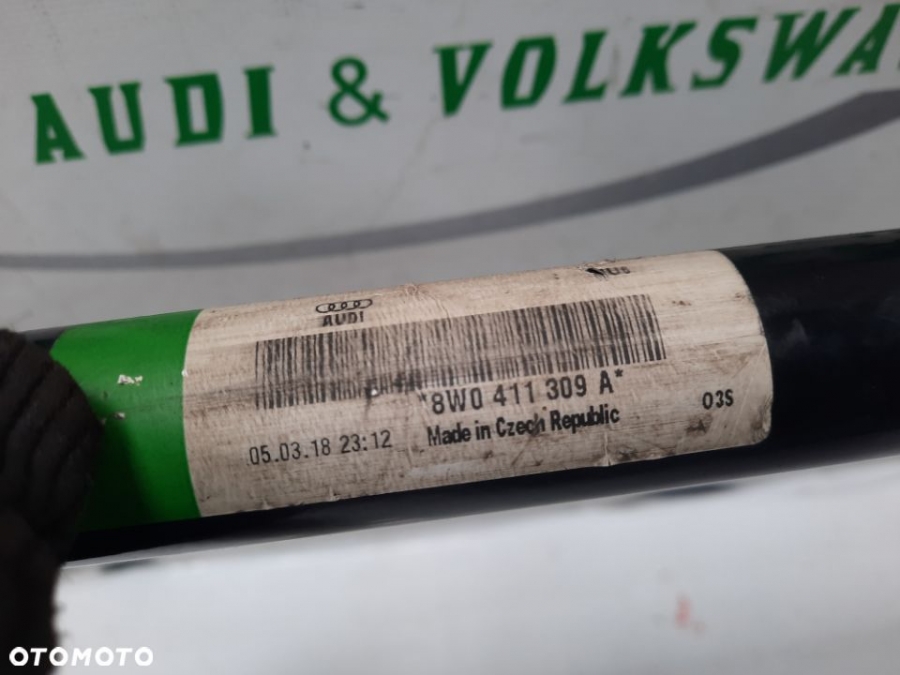 AUDI & VOLKSWA
AUDI
*8W0 411 309 A*
05.03.18 23:12
Made in Czech Republic
03S
OTOMOTO